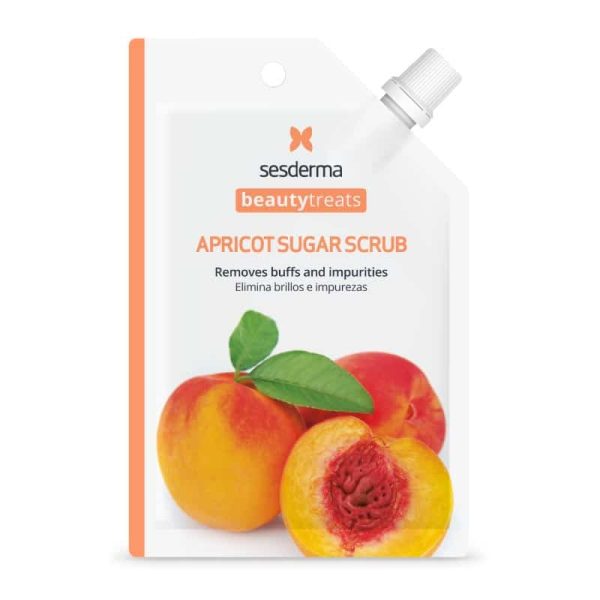 sesderma
beautytreats
APRICOT SUGAR SCRUB
Removes buffs and impurities
Elimina brillos e impurezas